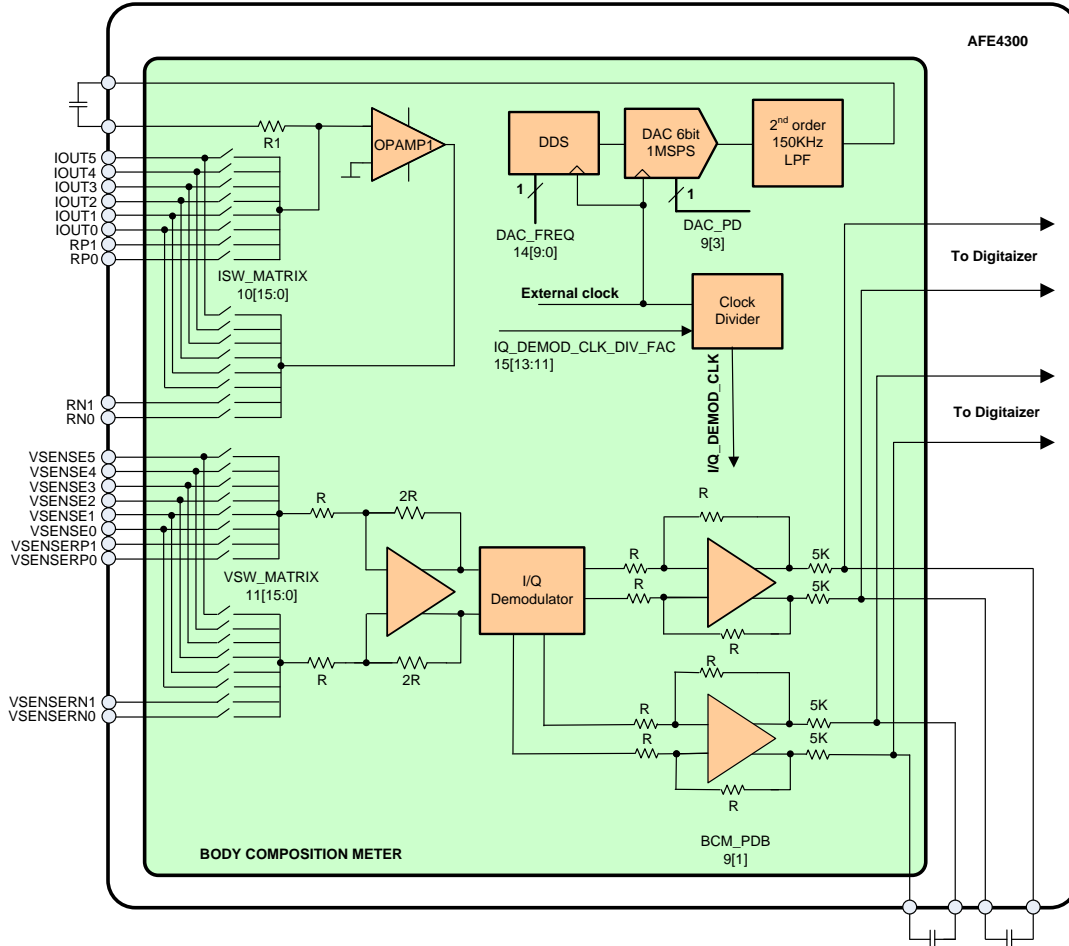 AFE4300
R1
OPAMP1
DDS
DAC 6bit
1MSPS
2nd order
150KHz
LPF
IOUT5
IOUT4
IOUT3
IOUT2
IOUT1
IOUT0
RP1
RP0
1
1
DAC_FREQ
14[9:0]
DAC_PD
9[3]
To Digitaizer
ISW_MATRIX
10[15:0]
External clock
Clock
Divider
IQ_DEMOD_CLK_DIV_FAC
15[13:11]
I/Q_DEMOD_CLK
To Digitaizer
RN1
RN0
VSENSE5
VSENSE4
VSENSE3
VSENSE2
VSENSE1
VSENSE0
VSENSERP1
VSENSERP0
R
2R
R
R
5K
R
5K
VSW_MATRIX
11[15:0]
I/Q
Demodulator
R
R
2R
R
R
5K
R
5K
VSENSERN1
VSENSERN0
R
BCM_PDB
9[1]
BODY COMPOSITION METER